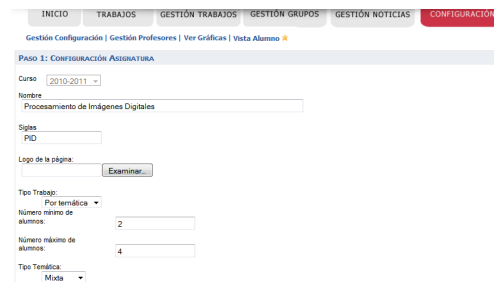 INICIO TRABAJOS GESTIÓN TRABAJOS GESTIÓN GRUPOS GESTIÓN NOTICIAS CONFIGURACIÓN
Gestión Configuración | Gestión Profesores | Ver Gráficas | Vista Alumno
PASO 1: CONFIGURACIÓN ASIGNATURA
Curso 2010-2011
Nombre
Procesamiento de Imágenes Digitales
Siglas
PID
Logo de la página:
Examinar...
Tipo Trabajo:
Por temática
Número mínimo de
alumnos: 2
Número máximo de
alumnos: 4
Tipo Temática:
Mixta